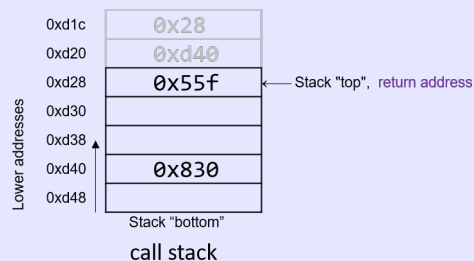 0xd1c 0x28
0xd20 0xd40
0xd28 0x55f Stack "top", return address
0xd30
0xd38
0xd40 0x830
0xd48
Lower addresses
Stack “bottom”
call stack